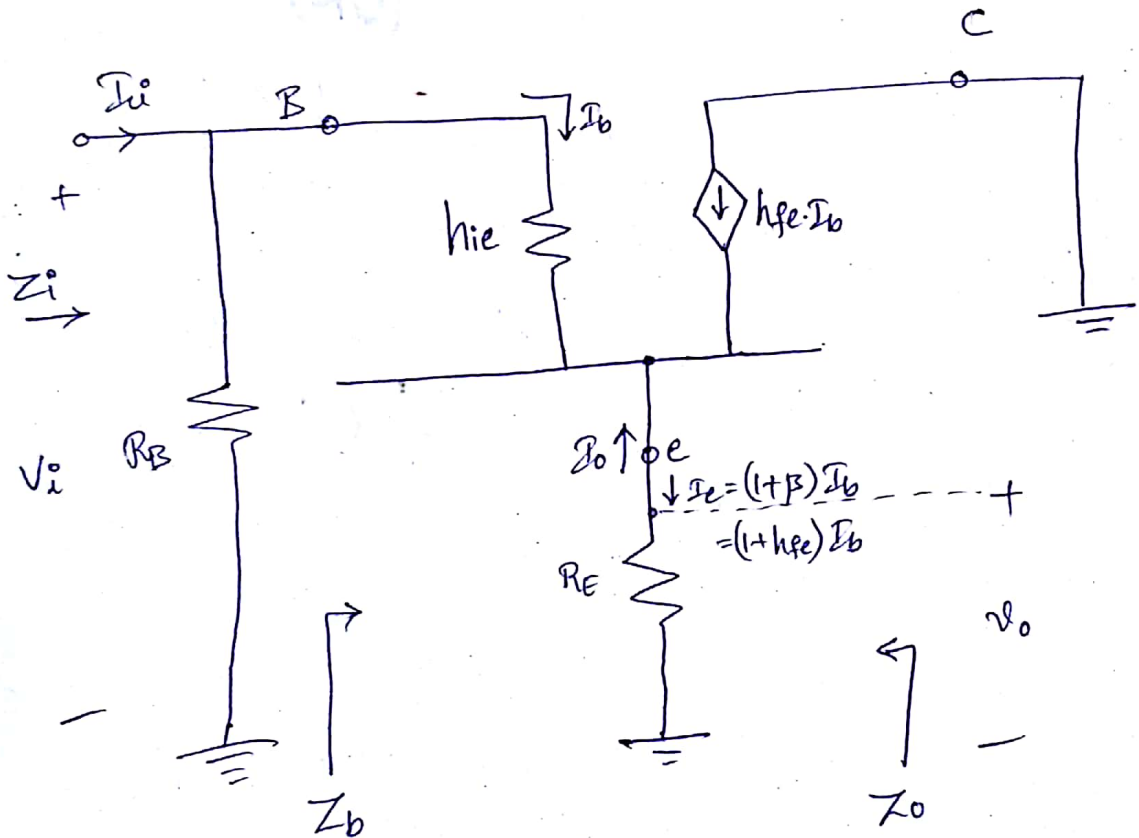 C
Ii
B
Ib
+
hie
hfe·Ib
Zi
Io
e
Ie=(1+β)Ib
+
=(1+hfe)Ib
Vi
RB
RE
vo
Zb
Zo